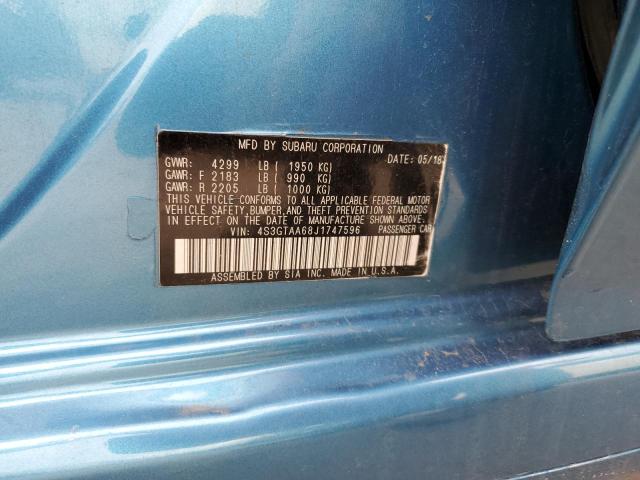 MFD BY SUBARU CORPORATION
GVWR: 4299 LB ( 1950 KG) DATE: 05/18
GAWR: F 2183 LB ( 990 KG)
GAWR: R 2205 LB ( 1000 KG)
THIS VEHICLE CONFORMS TO ALL APPLICABLE FEDERAL MOTOR
VEHICLE SAFETY, BUMPER, AND THEFT PREVENTION STANDARDS
IN EFFECT ON THE DATE OF MANUFACTURE SHOWN ABOVE.
VIN: 4S3GTAA68J1747596 PASSENGER CAR
ASSEMBLED BY SIA INC. MADE IN U.S.A.